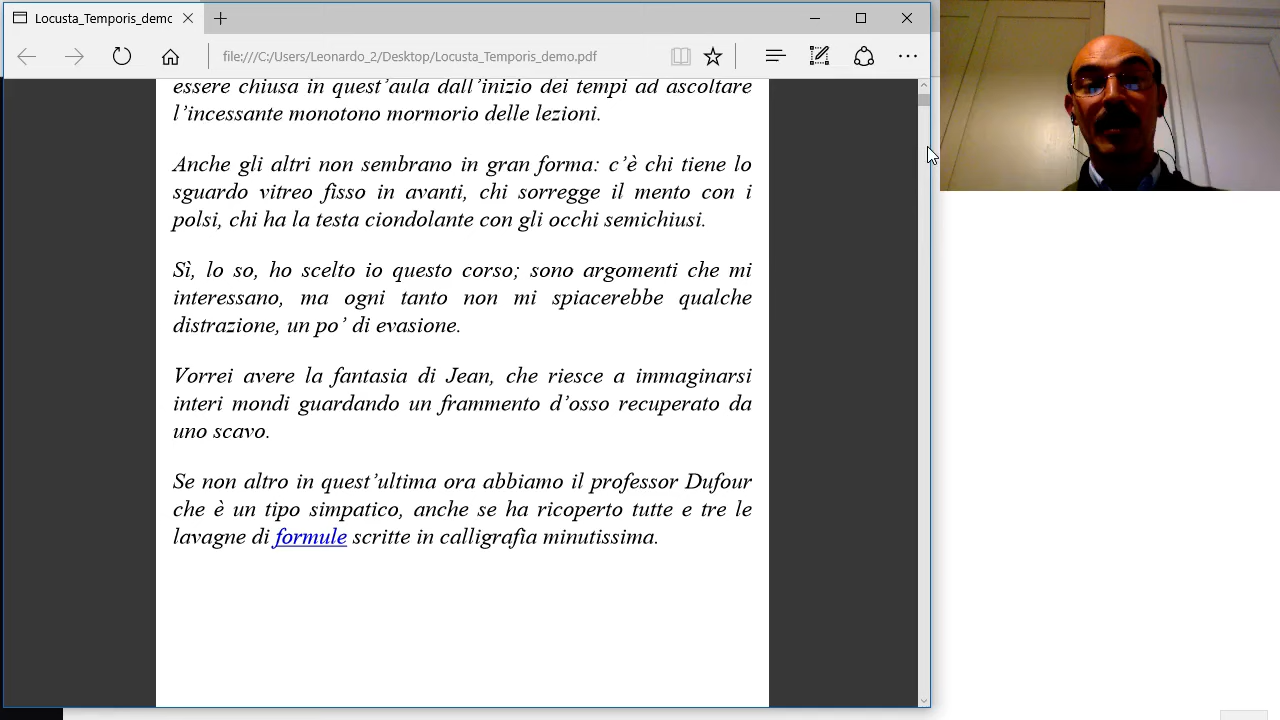 Locusta_Temporis_demo
file:///C:/Users/Leonardo_2/Desktop/Locusta_Temporis_demo.pdf
essere chiusa in quest’aula dall’inizio dei tempi ad ascoltare
l’incessante monotono mormorio delle lezioni.
Anche gli altri non sembrano in gran forma: c’è chi tiene lo
sguardo vitreo fisso in avanti, chi sorregge il mento con i
polsi, chi ha la testa ciondolante con gli occhi semichiusi.
Sì, lo so, ho scelto io questo corso; sono argomenti che mi
interessano, ma ogni tanto non mi spiacerebbe qualche
distrazione, un po’ di evasione.
Vorrei avere la fantasia di Jean, che riesce a immaginarsi
interi mondi guardando un frammento d’osso recuperato da
uno scavo.
Se non altro in quest’ultima ora abbiamo il professor Dufour
che è un tipo simpatico, anche se ha ricoperto tutte e tre le
lavagne di formule scritte in calligrafia minutissima.